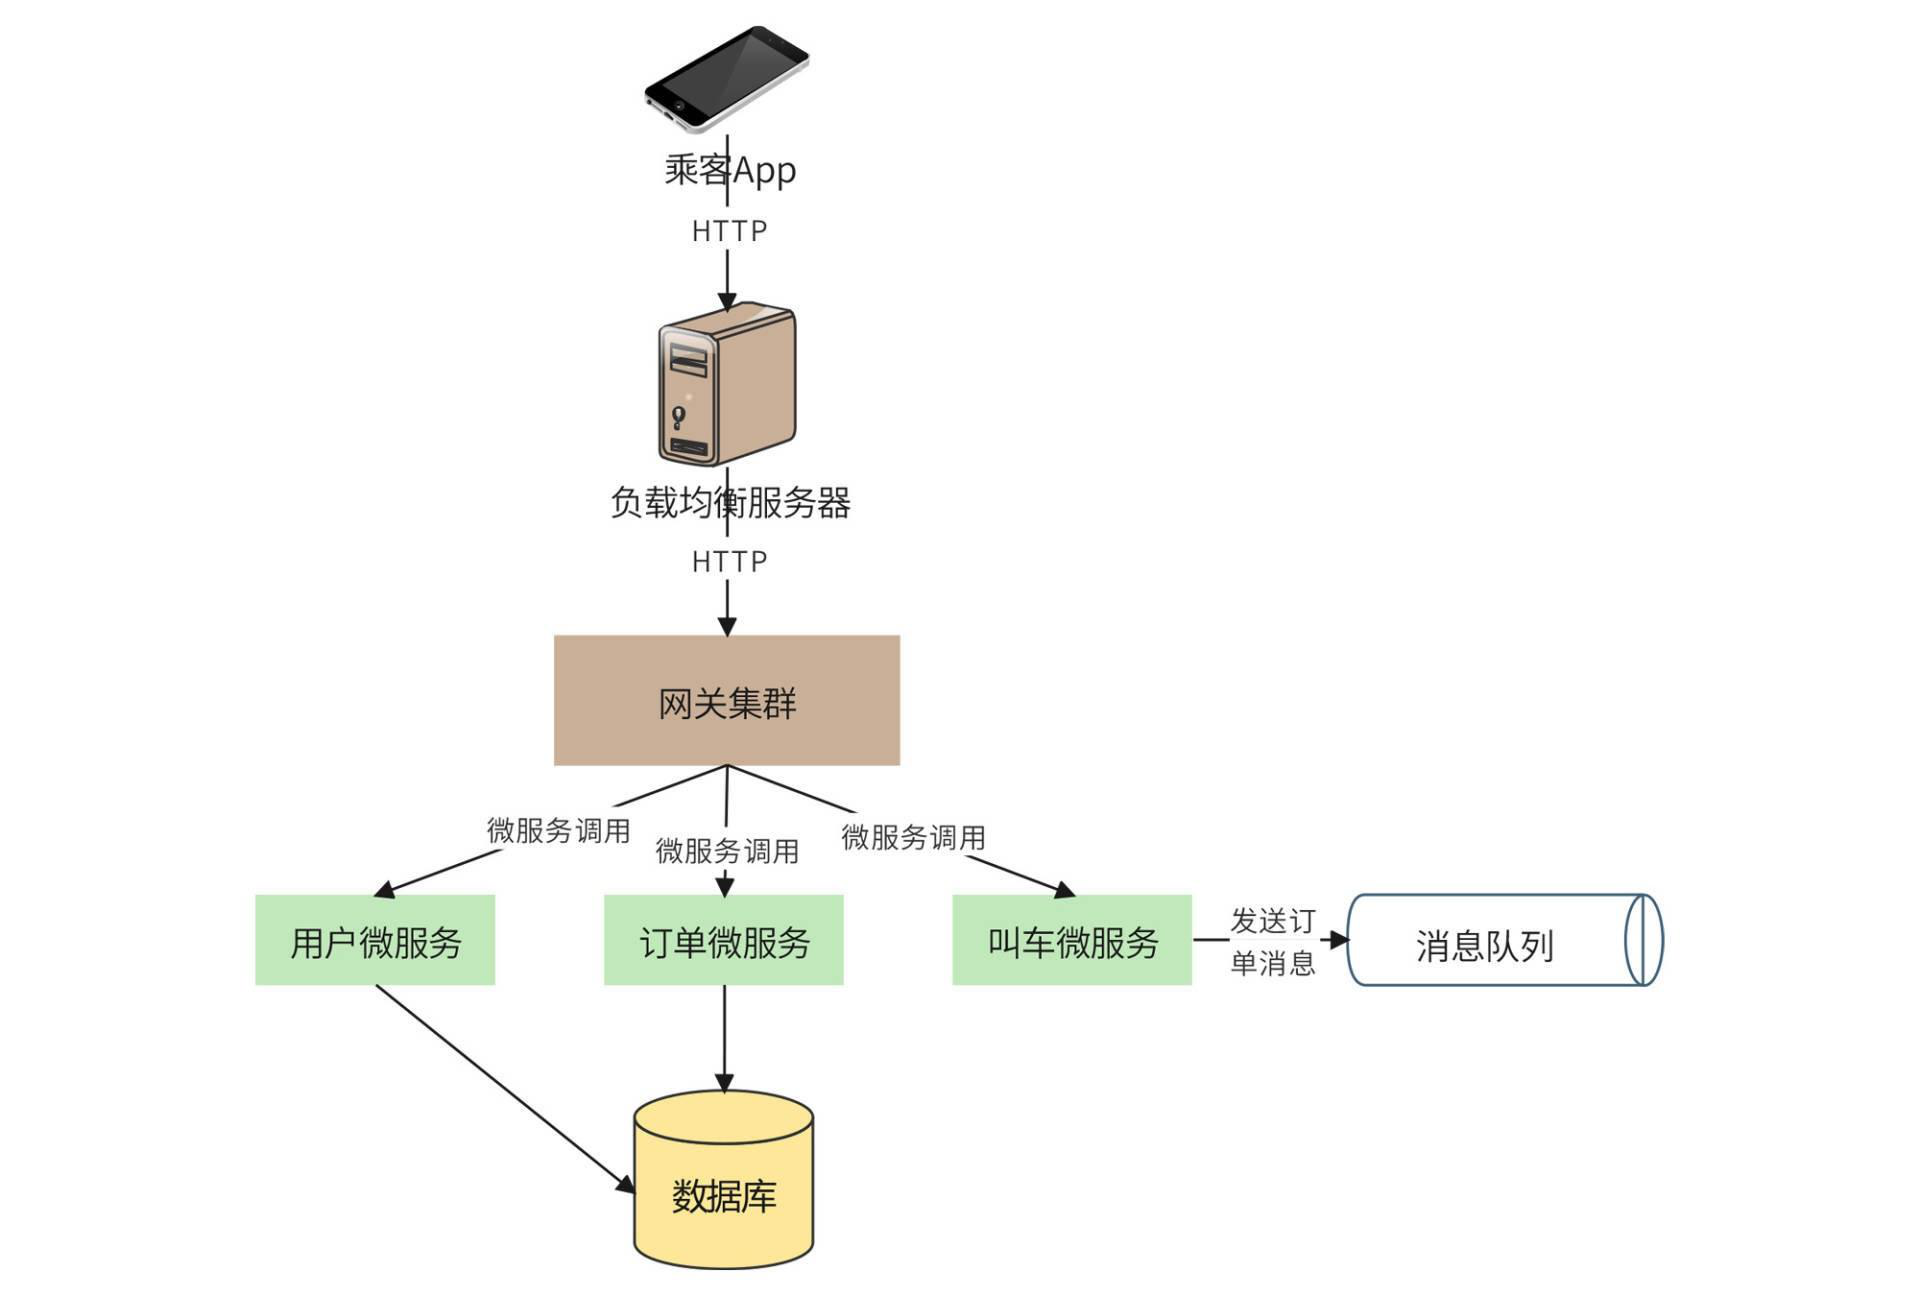 乘客App
HTTP
负载均衡服务器
HTTP
网关集群
微服务调用
微服务调用
微服务调用
用户微服务
订单微服务
叫车微服务
发送订
单消息
消息队列
数据库